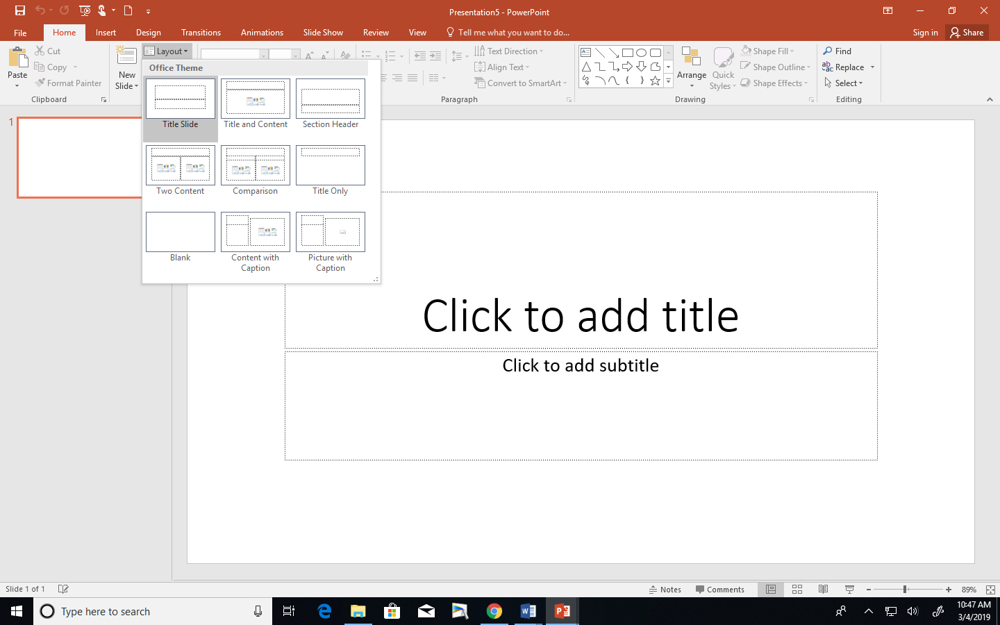 Presentation5 - PowerPoint
File Home Insert Design Transitions Animations Slide Show Review View Tell me what you want to do... Sign in Share
Paste
Cut
Copy
Format Painter
Clipboard
New
Slide
Layout
Text Direction
Align Text
Convert to SmartArt
Paragraph
Arrange
Quick
Styles
Shape Fill
Shape Outline
Shape Effects
Drawing
Find
Replace
Select
Editing
Office Theme
Title Slide Title and Content Section Header
Two Content Comparison Title Only
Blank Content with Caption Picture with Caption
1
Click to add title
Click to add subtitle
Slide 1 of 1 Notes Comments 89%
Type here to search
10:47 AM
3/4/2019